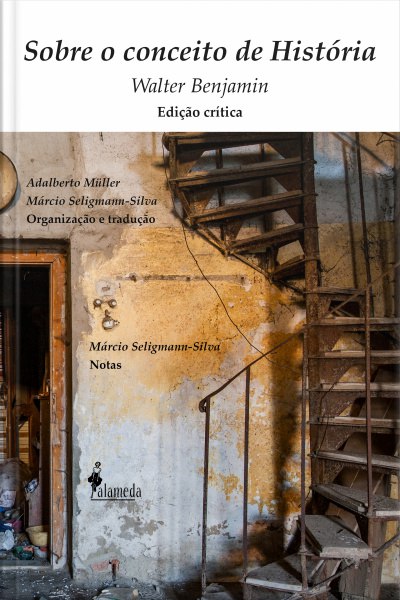 Sobre o conceito de História
Walter Benjamin
Edição crítica
Adalberto Müller
Márcio Seligmann-Silva
Organização e tradução
Márcio Seligmann-Silva
Notas
alameda